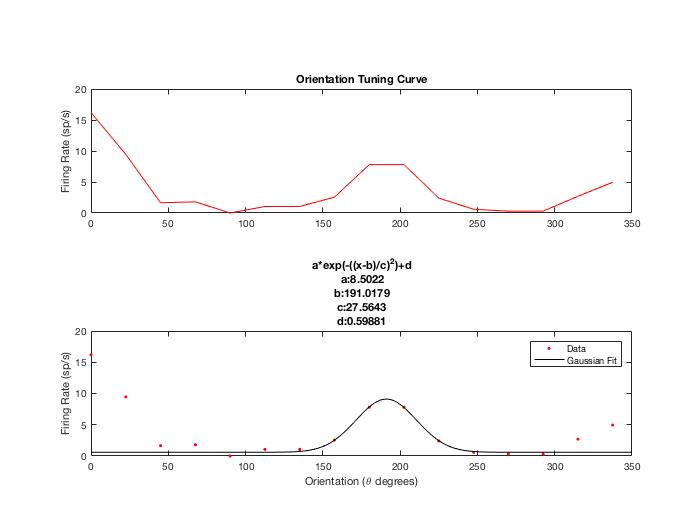 Orientation Tuning Curve
20
15
10
5
0
Firing Rate (sp/s)
0 50 100 150 200 250 300 350
a*exp(-((x-b)/c)²)+d
a:8.5022
b:191.0179
c:27.5643
d:0.59881
20
15
10
5
0
Firing Rate (sp/s)
Data
Gaussian Fit
0 50 100 150 200 250 300 350
Orientation (θ degrees)